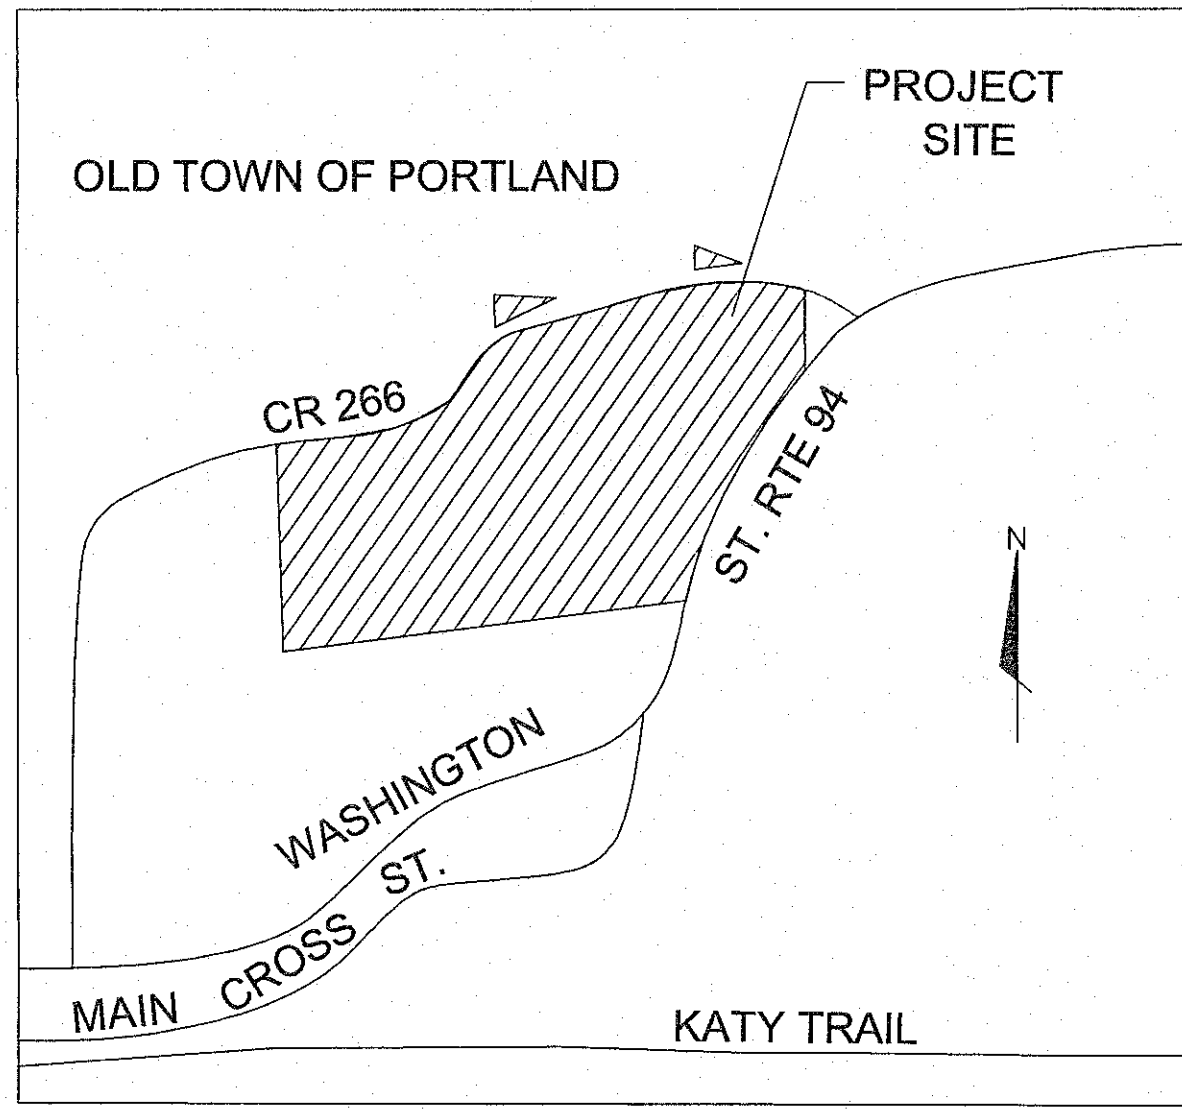 PROJECT
SITE
OLD TOWN OF PORTLAND
CR 266
ST. RTE 94
N
WASHINGTON
ST.
MAIN CROSS
KATY TRAIL